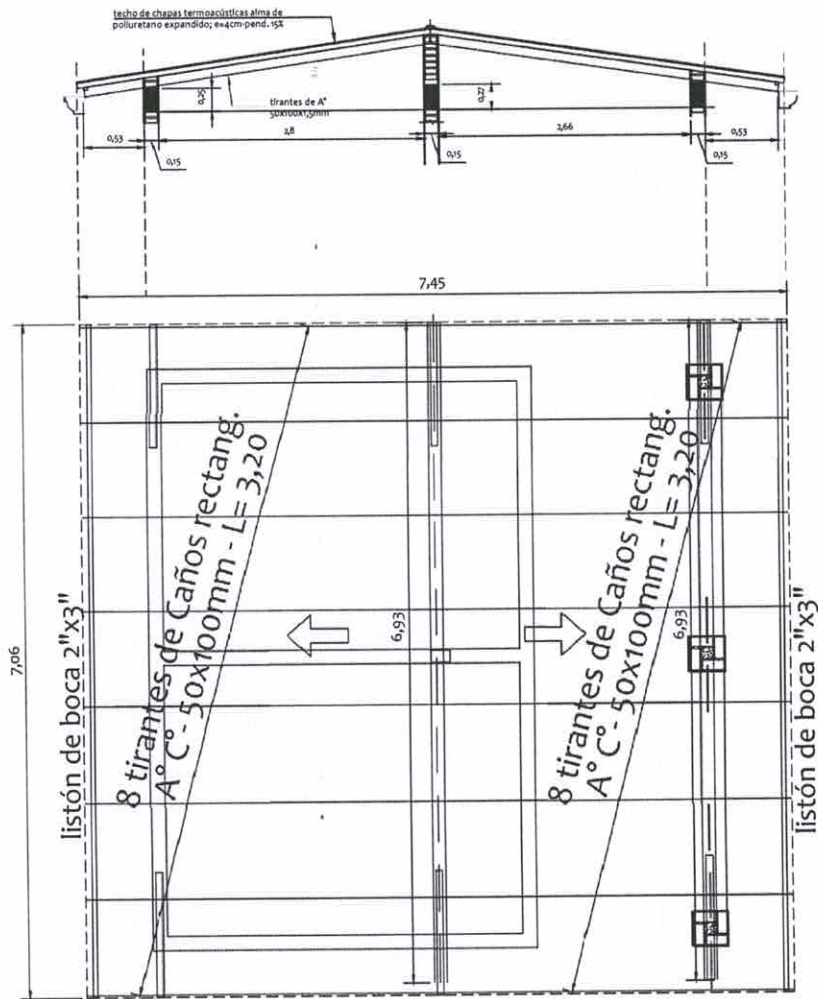 techo de chapas termoacústicas alma de
poliuretano expandido; e=4cm-pend. 15%
0,25
tirantes de A°
50x100x1,5mm
0,27
0,53
2,8
2,66
0,53
0,15
0,15
0,15
7,45
7,06
listón de boca 2"x3"
8 tirantes de Caños rectang.
A° C° - 50x100mm - L= 3,20
6,93
8 tirantes de Caños rectang.
A° C° - 50x100mm - L= 3,20
6,93
listón de boca 2"x3"